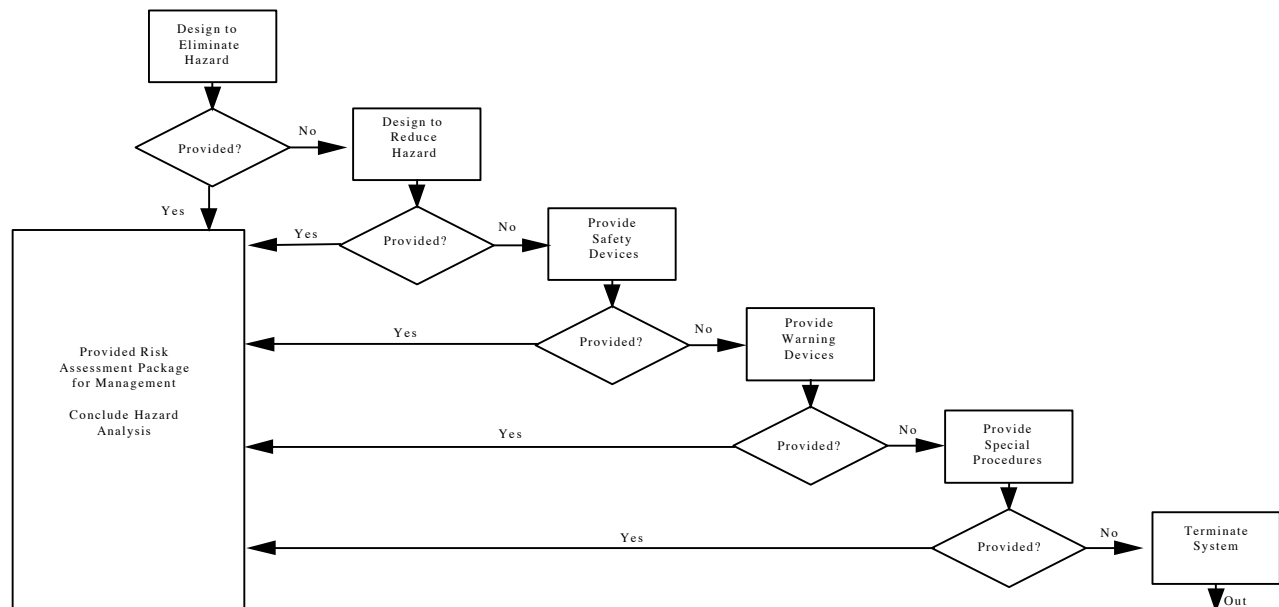 Design to
Eliminate
Hazard
Provided?
No
Yes
Design to
Reduce
Hazard
Provided?
No
Yes
Provide
Safety
Devices
Provided?
No
Yes
Provide
Warning
Devices
Provided?
No
Yes
Provide
Special
Procedures
Provided?
No
Yes
Terminate
System
Out
Provided Risk
Assessment Package
for Management
Conclude Hazard
Analysis